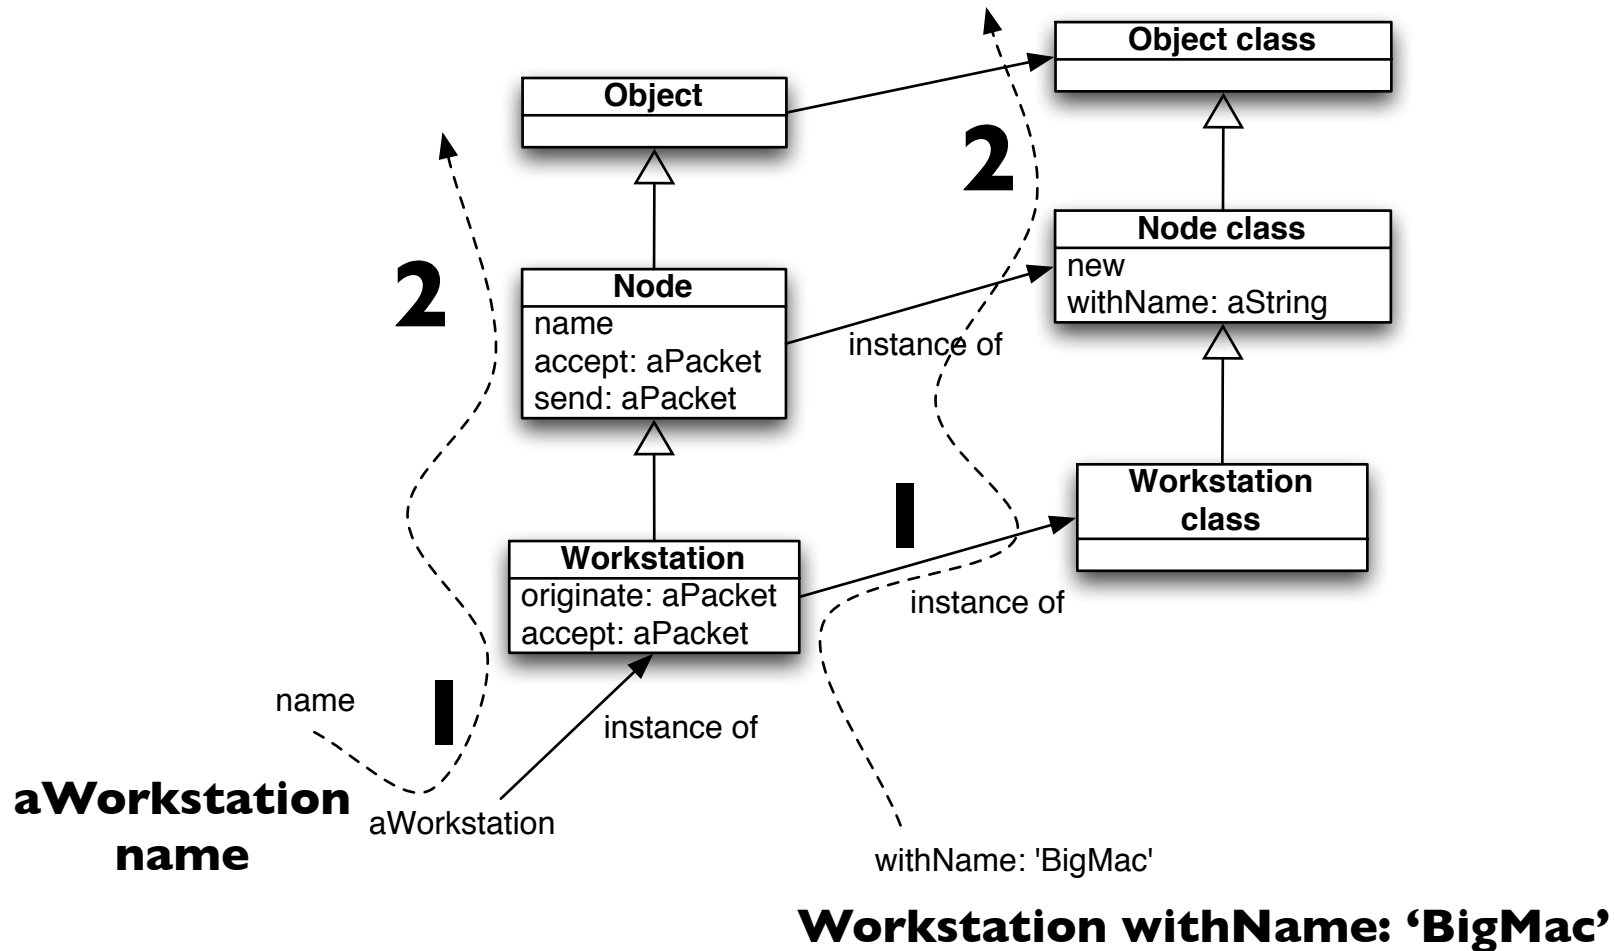 Object class
Object
2
Node class
new
withName: aString
2
Node
name
accept: aPacket
send: aPacket
instance of
Workstation
class
1
Workstation
originate: aPacket
accept: aPacket
instance of
name
1
instance of
aWorkstation
name
aWorkstation
withName: 'BigMac'
Workstation withName: ‘BigMac’